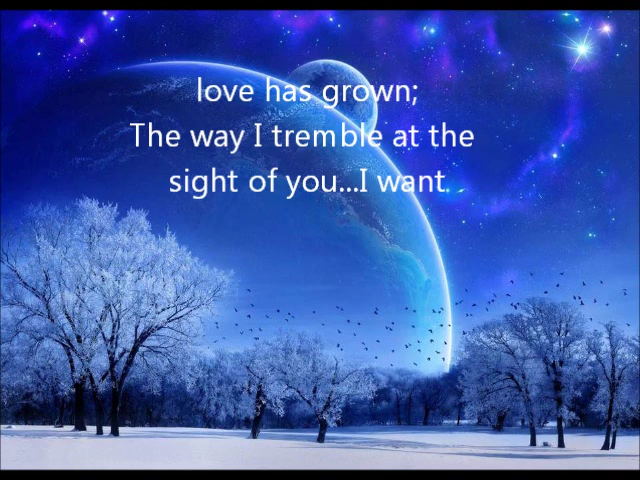 love has grown;
The way I tremble at the
sight of you...I want